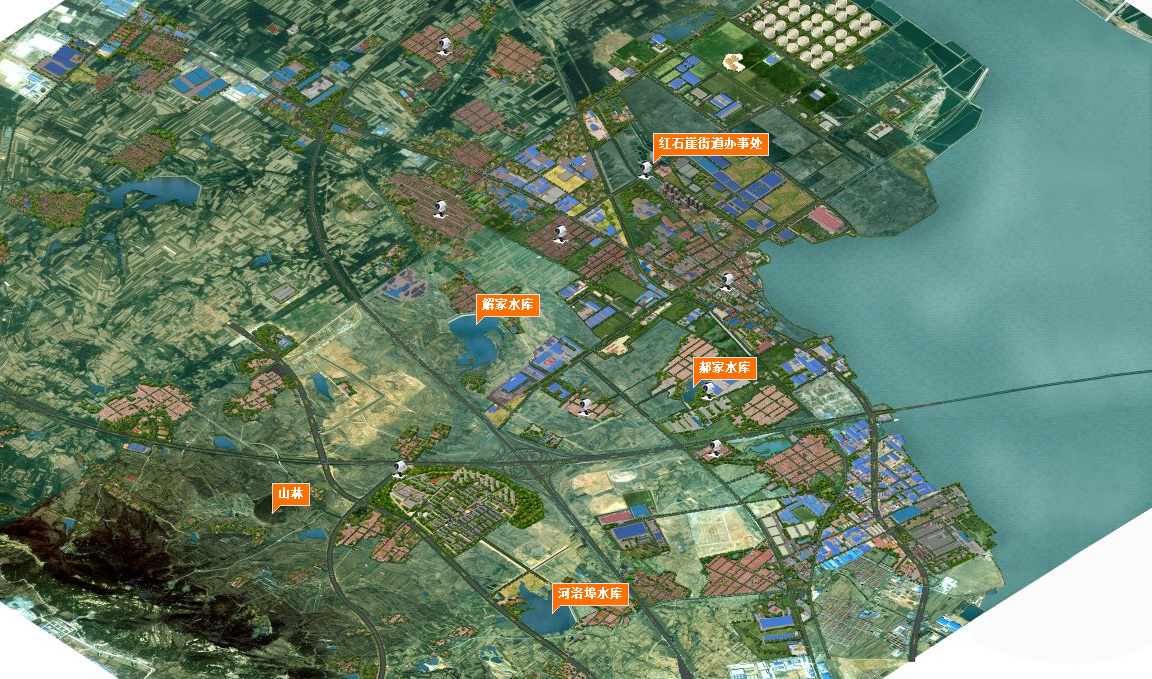 红石崖街道办事处
解家水库
郝家水库
山林
河洛埠水库